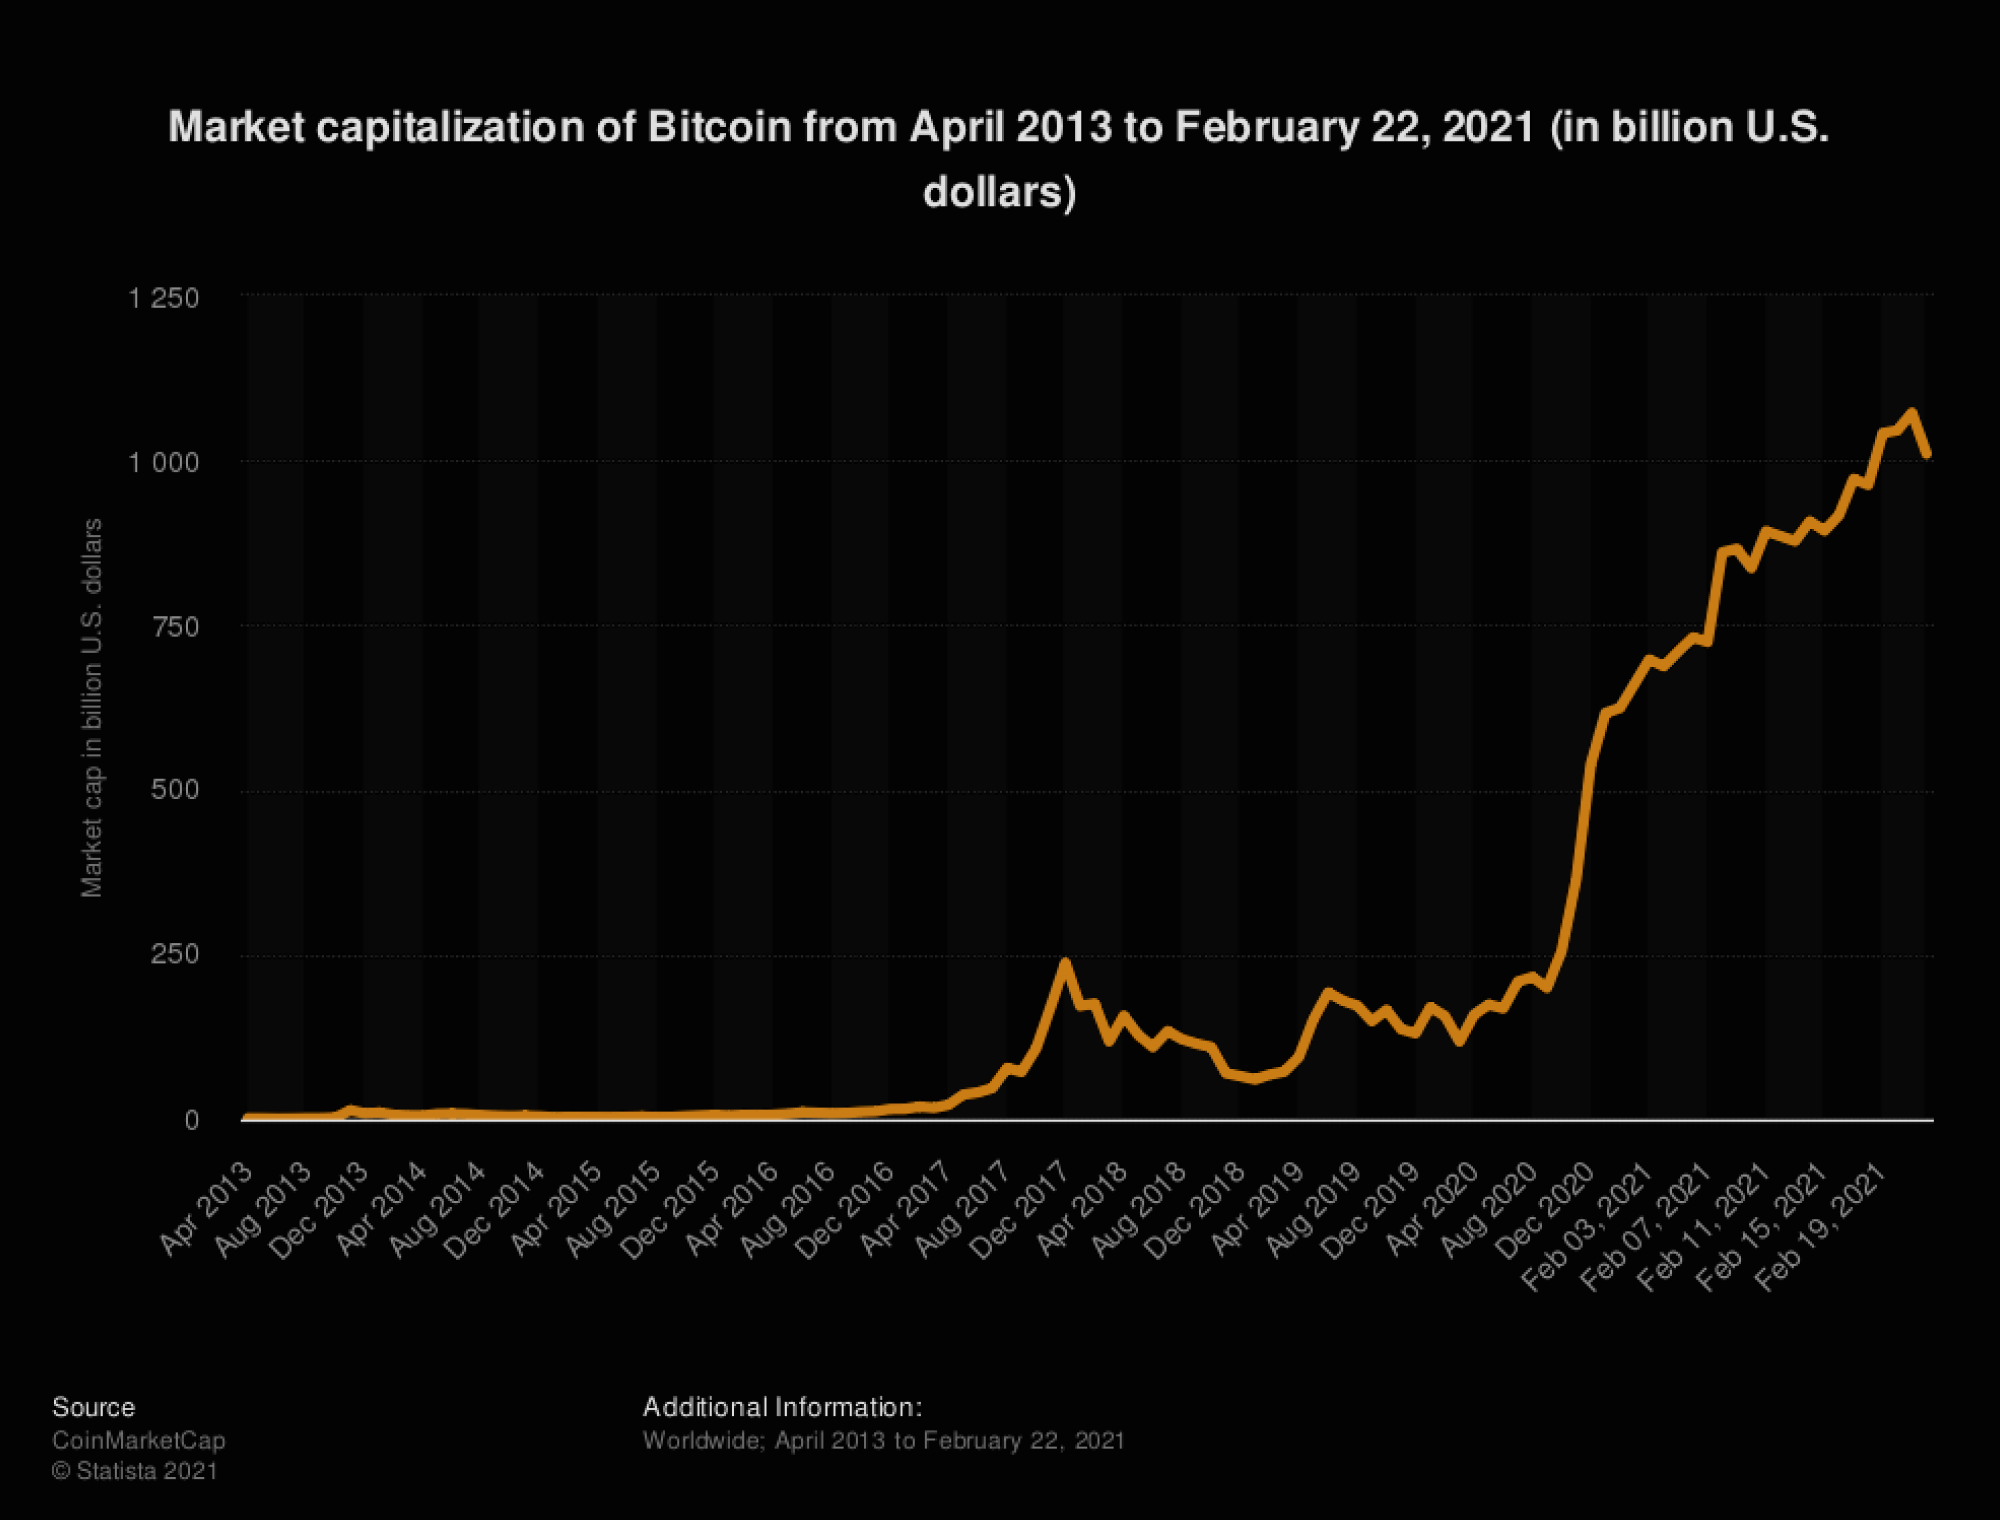 Market capitalization of Bitcoin from April 2013 to February 22, 2021 (in billion U.S.
dollars)
Market cap in billion U.S. dollars
1 250
1 000
750
500
250
0
Apr 2013
Aug 2013
Dec 2013
Apr 2014
Aug 2014
Dec 2014
Apr 2015
Aug 2015
Dec 2015
Apr 2016
Aug 2016
Dec 2016
Apr 2017
Aug 2017
Dec 2017
Apr 2018
Aug 2018
Dec 2018
Apr 2019
Aug 2019
Dec 2019
Apr 2020
Aug 2020
Dec 2020
Feb 03, 2021
Feb 07, 2021
Feb 11, 2021
Feb 15, 2021
Feb 19, 2021
Source
CoinMarketCap
© Statista 2021
Additional Information:
Worldwide; April 2013 to February 22, 2021